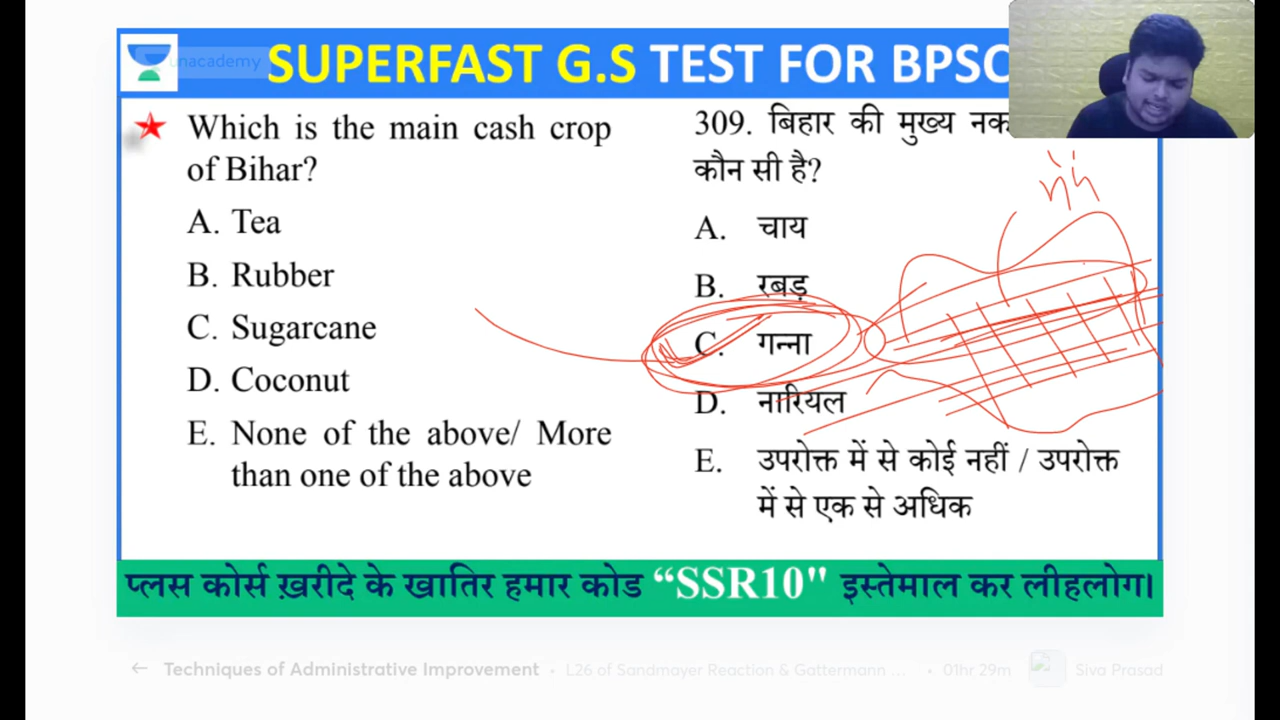 unacademy
SUPERFAST G.S TEST FOR BPSC
Which is the main cash crop
of Bihar?
A. Tea
B. Rubber
C. Sugarcane
D. Coconut
E. None of the above/ More
than one of the above
309. बिहार की मुख्य
कौन सी है?
A. चाय
B. रबड़
C. गन्ना
D. नारियल
E. उपरोक्त में से कोई नहीं / उपरोक्त
में से एक से अधिक
प्लस कोर्स ख़रीदे के खातिर हमार कोड “SSR10" इस्तेमाल कर लीहलोग।
Techniques of Administrative Improvement • L26 of Sandmayer Reaction & Gattermann ... • 01hr 29m Siva Prasad